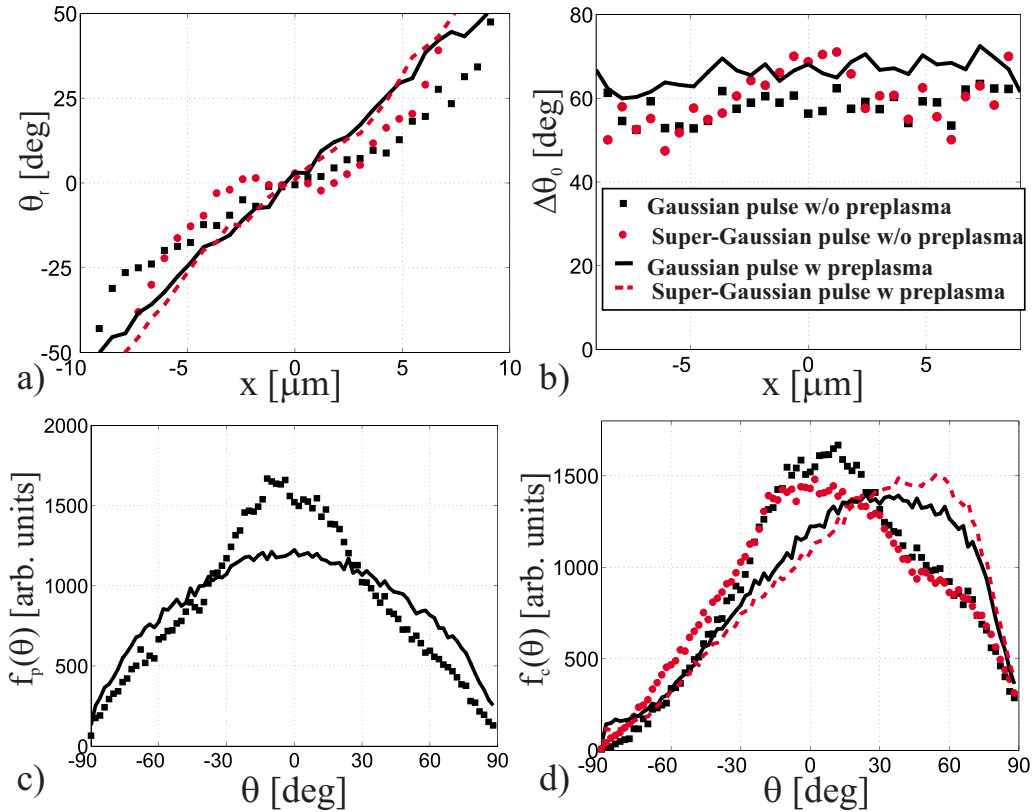 50
25
0
-25
-50
θr [deg]
-10
-5
0
5
10
x [μm]
a)
80
60
40
20
0
Δθ0 [deg]
Gaussian pulse w/o preplasma
Super-Gaussian pulse w/o preplasma
Gaussian pulse w preplasma
Super-Gaussian pulse w preplasma
-5
0
5
x [μm]
b)
2000
1500
1000
500
0
fp(θ) [arb. units]
-90
-60
-30
0
30
60
90
θ [deg]
c)
1500
1000
500
0
fc(θ) [arb. units]
-90
-60
-30
0
30
60
90
θ [deg]
d)